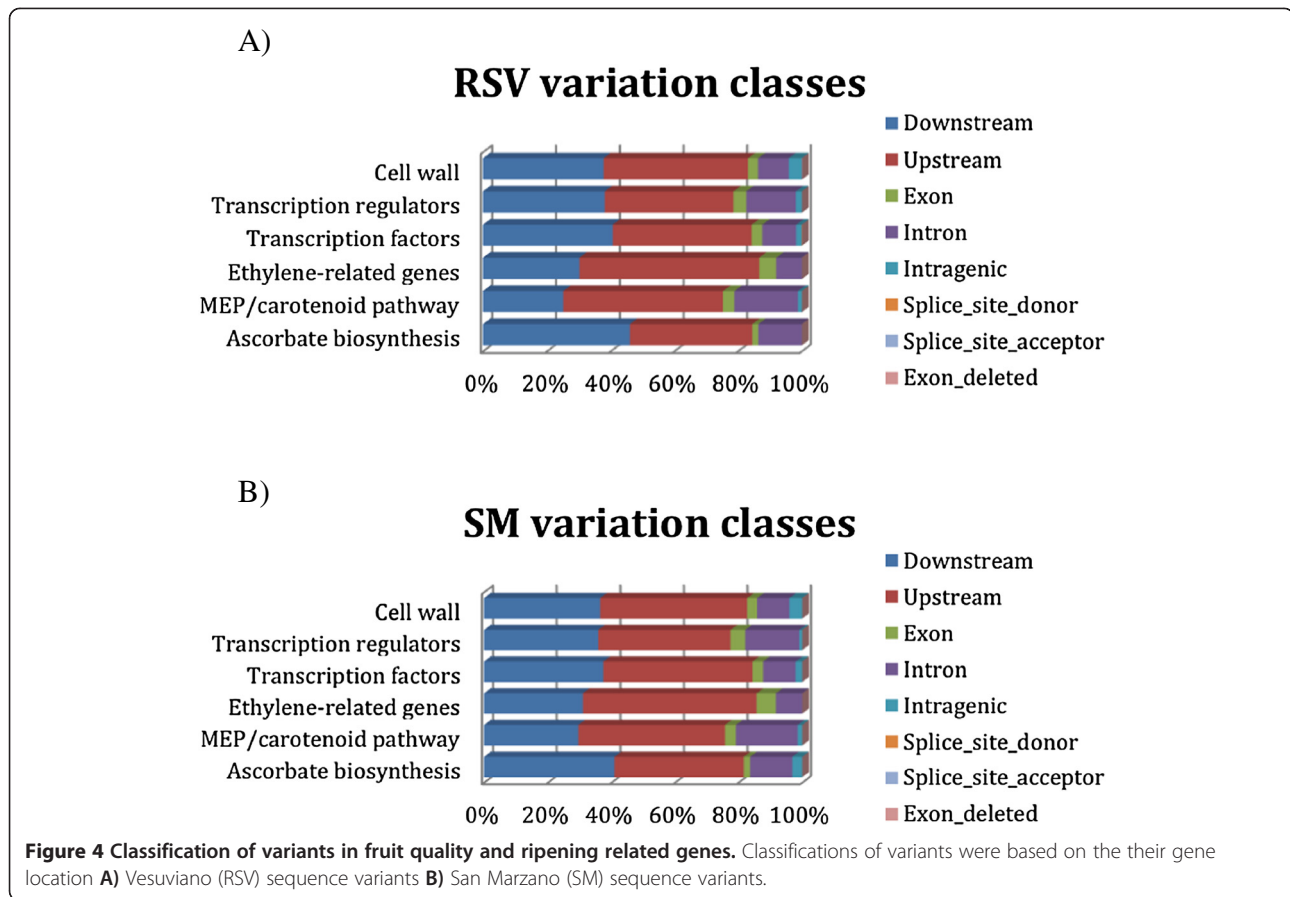 A)
RSV variation classes
Cell wall
Transcription regulators
Transcription factors
Ethylene-related genes
MEP/carotenoid pathway
Ascorbate biosynthesis
0% 20% 40% 60% 80% 100%
Downstream
Upstream
Exon
Intron
Intragenic
Splice_site_donor
Splice_site_acceptor
Exon_deleted
B)
SM variation classes
Cell wall
Transcription regulators
Transcription factors
Ethylene-related genes
MEP/carotenoid pathway
Ascorbate biosynthesis
0% 20% 40% 60% 80% 100%
Downstream
Upstream
Exon
Intron
Intragenic
Splice_site_donor
Splice_site_acceptor
Exon_deleted
Figure 4 Classification of variants in fruit quality and ripening related genes. Classifications of variants were based on the their gene
location A) Vesuviano (RSV) sequence variants B) San Marzano (SM) sequence variants.